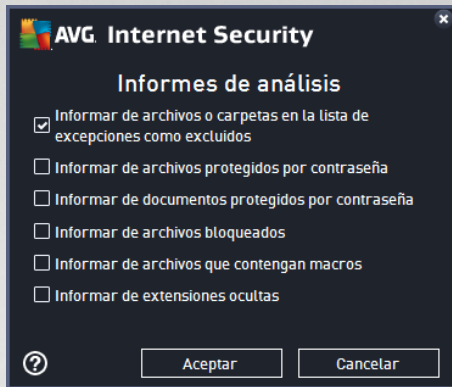 AVG. Internet Security
Informes de análisis
Informar de archivos o carpetas en la lista de
excepciones como excluidos
Informar de archivos protegidos por contraseña
Informar de documentos protegidos por contraseña
Informar de archivos bloqueados
Informar de archivos que contengan macros
Informar de extensiones ocultas
? Aceptar Cancelar